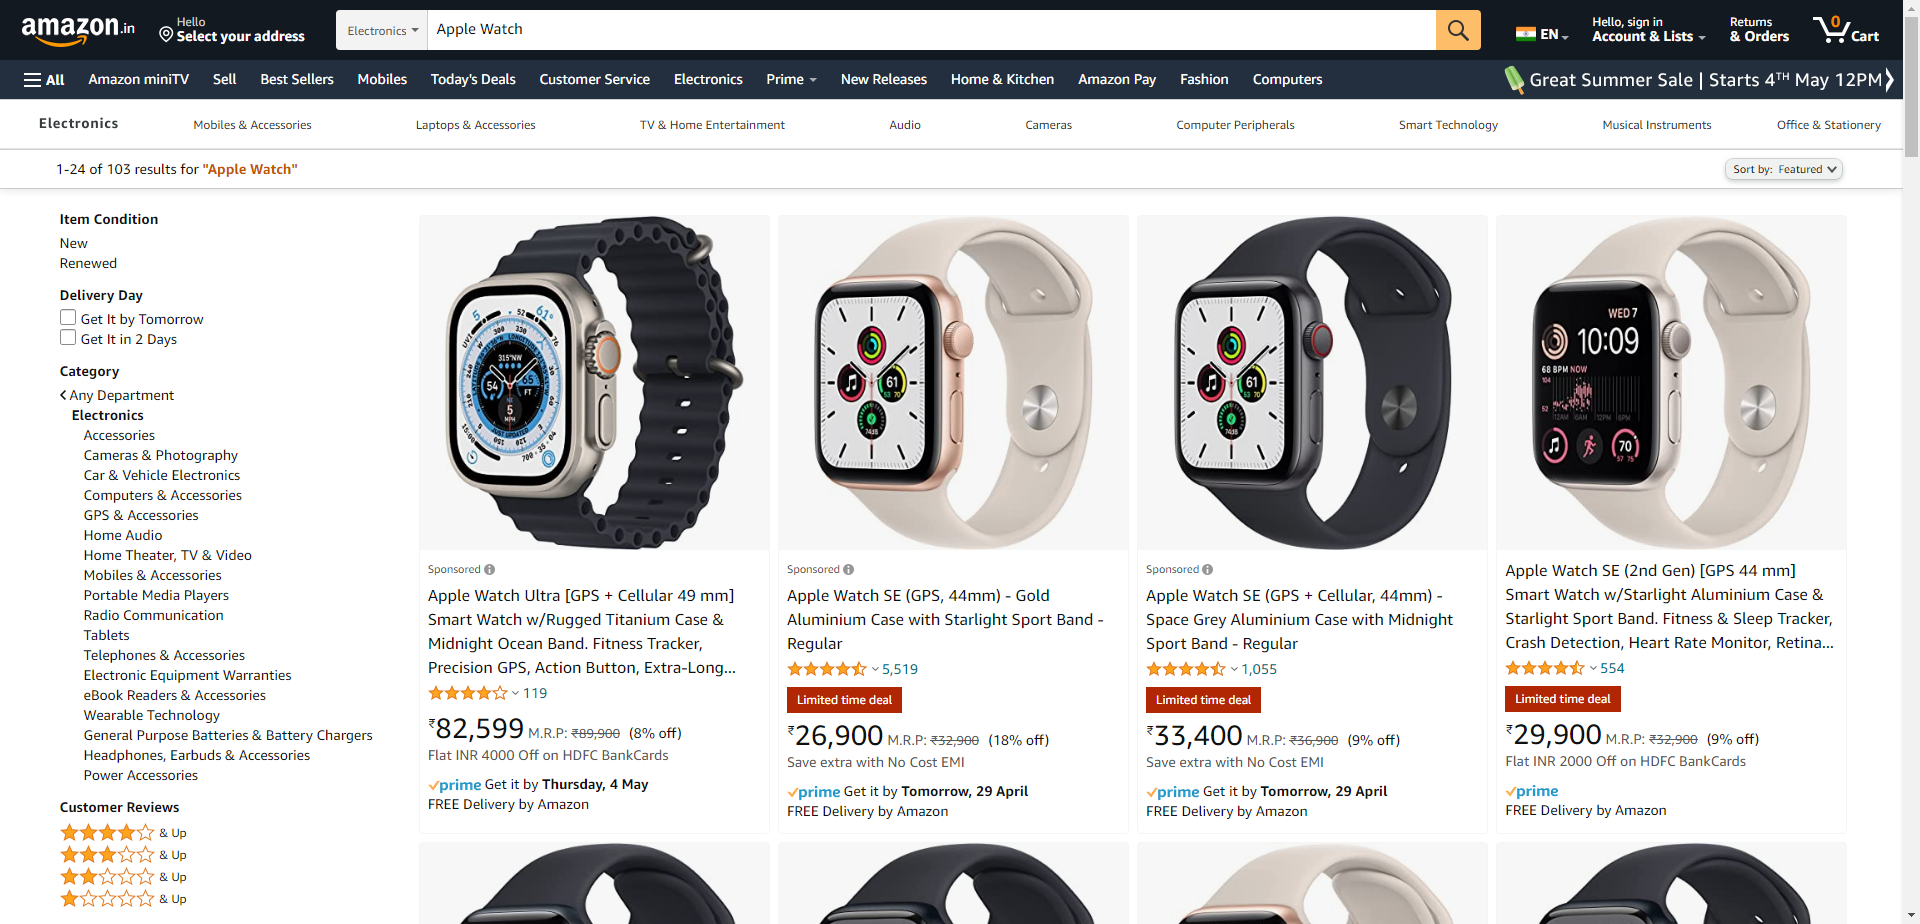 amazon.in
Hello
Select your address
Electronics
Apple Watch
EN
Hello, sign in
Account & Lists
Returns
& Orders
0
Cart
All
Amazon miniTV
Sell
Best Sellers
Mobiles
Today's Deals
Customer Service
Electronics
Prime
New Releases
Home & Kitchen
Amazon Pay
Fashion
Computers
Great Summer Sale | Starts 4TH May 12PM
Electronics
Mobiles & Accessories
Laptops & Accessories
TV & Home Entertainment
Audio
Cameras
Computer Peripherals
Smart Technology
Musical Instruments
Office & Stationery
1-24 of 103 results for "Apple Watch"
Sort by: Featured
Item Condition
New
Renewed
Delivery Day
Get It by Tomorrow
Get It in 2 Days
Category
Any Department
Electronics
Accessories
Cameras & Photography
Car & Vehicle Electronics
Computers & Accessories
GPS & Accessories
Home Audio
Home Theater, TV & Video
Mobiles & Accessories
Portable Media Players
Radio Communication
Tablets
Telephones & Accessories
Electronic Equipment Warranties
eBook Readers & Accessories
Wearable Technology
General Purpose Batteries & Battery Chargers
Headphones, Earbuds & Accessories
Power Accessories
Customer Reviews
& Up
& Up
& Up
& Up
Sponsored
Apple Watch Ultra [GPS + Cellular 49 mm]
Smart Watch w/Rugged Titanium Case &
Midnight Ocean Band. Fitness Tracker,
Precision GPS, Action Button, Extra-Long...
119
₹82,599 M.R.P: ₹89,900 (8% off)
Flat INR 4000 Off on HDFC BankCards
prime Get it by Thursday, 4 May
FREE Delivery by Amazon
Sponsored
Apple Watch SE (GPS, 44mm) - Gold
Aluminium Case with Starlight Sport Band -
Regular
5,519
Limited time deal
₹26,900 M.R.P: ₹32,900 (18% off)
Save extra with No Cost EMI
prime Get it by Tomorrow, 29 April
FREE Delivery by Amazon
61
Sponsored
Apple Watch SE (GPS + Cellular, 44mm) -
Space Grey Aluminium Case with Midnight
Sport Band - Regular
1,055
Limited time deal
₹33,400 M.R.P: ₹36,900 (9% off)
Save extra with No Cost EMI
prime Get it by Tomorrow, 29 April
FREE Delivery by Amazon
61
WED 7
10:09
68 BPM NOW
70
Apple Watch SE (2nd Gen) [GPS 44 mm]
Smart Watch w/Starlight Aluminium Case &
Starlight Sport Band. Fitness & Sleep Tracker,
Crash Detection, Heart Rate Monitor, Retina...
554
Limited time deal
₹29,900 M.R.P: ₹32,900 (9% off)
Flat INR 2000 Off on HDFC BankCards
prime
FREE Delivery by Amazon